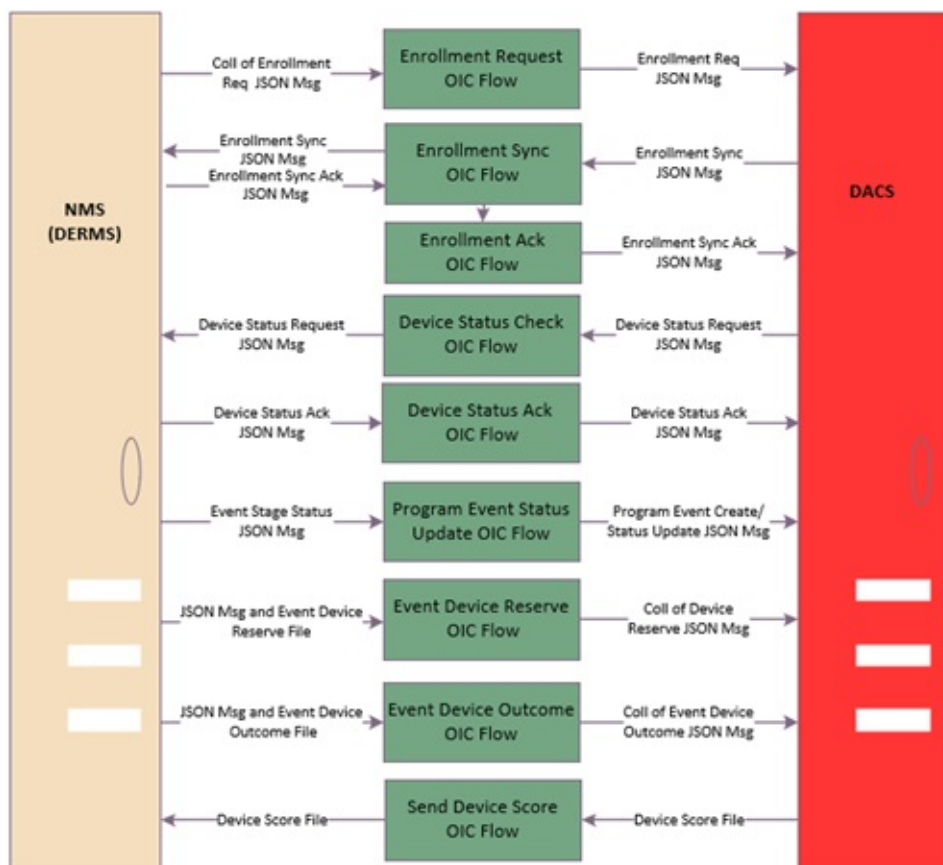 Coll of Enrollment
Req JSON Msg
Enrollment Request
OIC Flow
Enrollment Req
JSON Msg
Enrollment Sync
JSON Msg
Enrollment Sync Ack
JSON Msg
Enrollment Sync
OIC Flow
Enrollment Sync
JSON Msg
NMS
(DERMS)
DACS
Enrollment Ack
OIC Flow
Enrollment Sync Ack
JSON Msg
Device Status Request
JSON Msg
Device Status Check
OIC Flow
Device Status Request
JSON Msg
Device Status Ack
JSON Msg
Device Status Ack
OIC Flow
Device Status Ack
JSON Msg
Event Stage Status
JSON Msg
Program Event Status
Update OIC Flow
Program Event Create/
Status Update JSON Msg
JSON Msg and Event Device
Reserve File
Event Device Reserve
OIC Flow
Coll of Device
Reserve JSON Msg
JSON Msg and Event Device
Outcome File
Event Device Outcome
OIC Flow
Coll of Event Device
Outcome JSON Msg
Device Score File
Send Device Score
OIC Flow
Device Score File